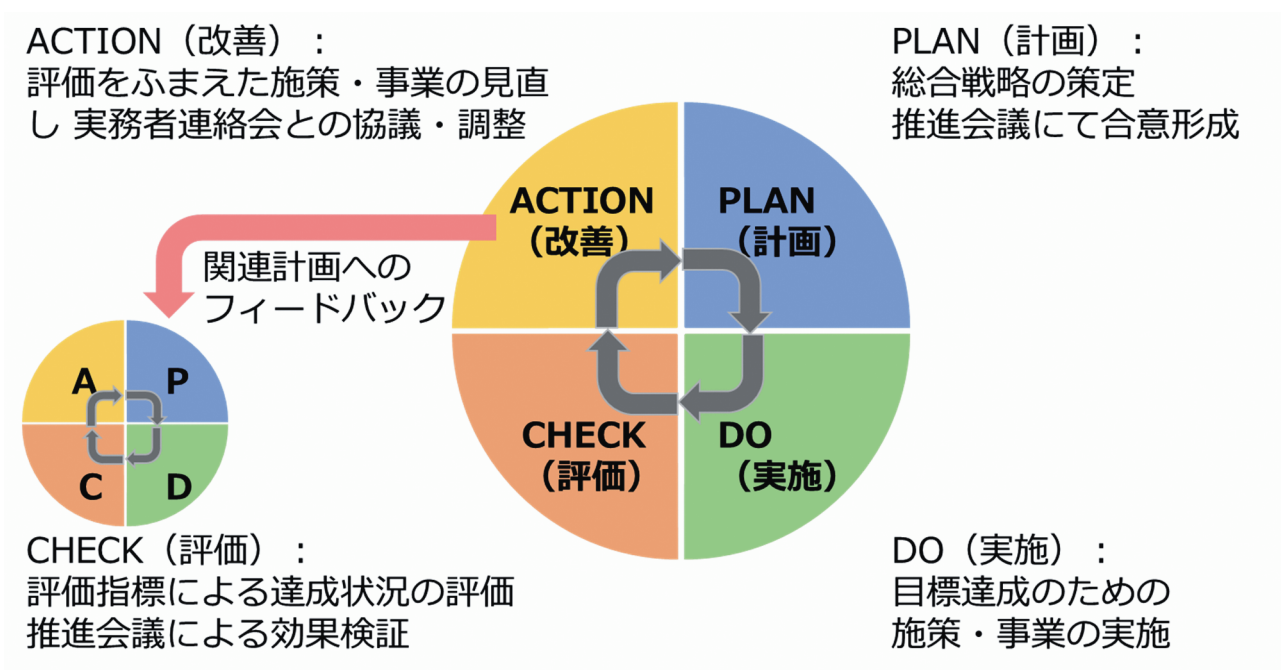 ACTION（改善）：
評価をふまえた施策・事業の見直
し 実務者連絡会との協議・調整
PLAN（計画）：
総合戦略の策定
推進会議にて合意形成
ACTION
（改善）
PLAN
（計画）
関連計画への
フィードバック
A
P
C
D
CHECK
（評価）
DO
（実施）
CHECK（評価）：
評価指標による達成状況の評価
推進会議による効果検証
DO（実施）：
目標達成のための
施策・事業の実施